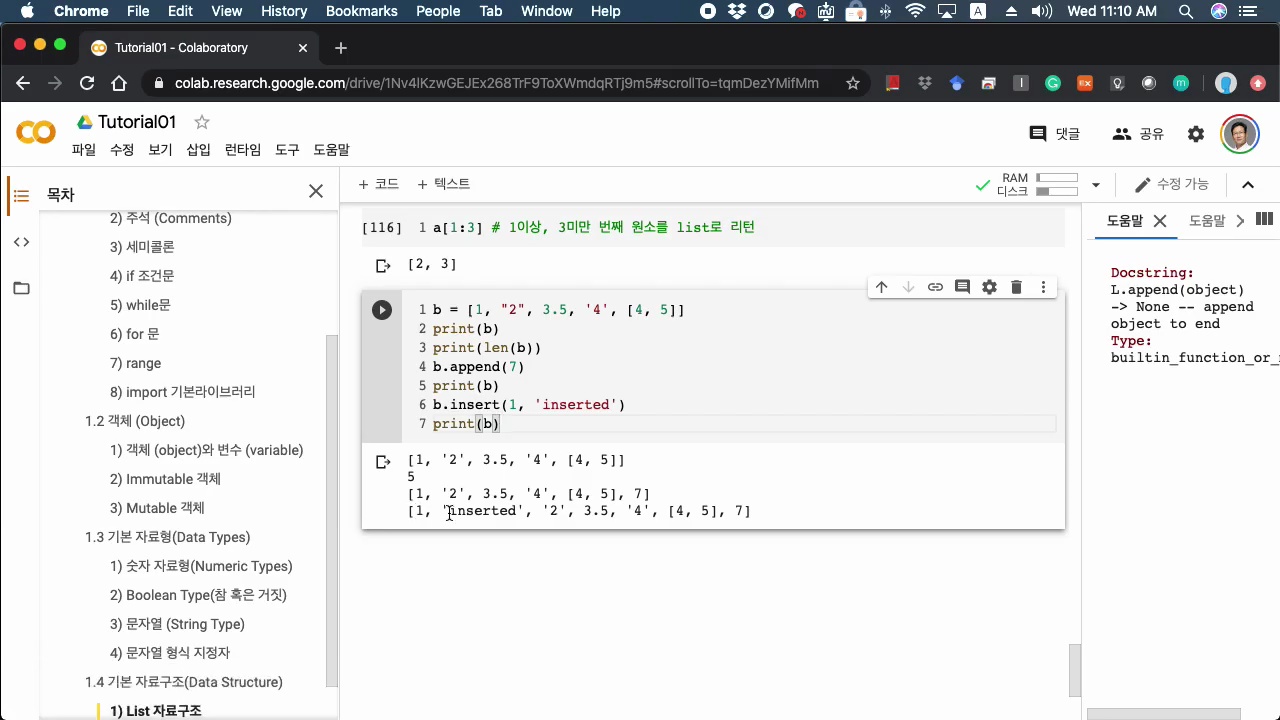 Chrome File Edit View History Bookmarks People Tab Window Help Wed 11:10 AM
Tutorial01 - Colaboratory
colab.research.google.com/drive/1Nv4lKzwGEJEx268TrF9ToXWmdqRTj9m5#scrollTo=tqmDezYMifMm
Tutorial01
댓글 공유
파일 수정 보기 삽입 런타임 도구 도움말
목차
+ 코드 + 텍스트
RAM
디스크
수정 가능
2) 주석 (Comments)
3) 세미콜론
4) if 조건문
5) while문
6) for 문
7) range
8) import 기본라이브러리
1.2 객체 (Object)
1) 객체 (object)와 변수 (variable)
2) Immutable 객체
3) Mutable 객체
1.3 기본 자료형(Data Types)
1) 숫자 자료형(Numeric Types)
2) Boolean Type(참 혹은 거짓)
3) 문자열 (String Type)
4) 문자열 형식 지정자
1.4 기본 자료구조(Data Structure)
1) List 자료구조
[116] 1 a[1:3] # 1이상, 3미만 번째 원소를 list로 리턴
[2, 3]
1 b = [1, "2", 3.5, '4', [4, 5]]
2 print(b)
3 print(len(b))
4 b.append(7)
5 print(b)
6 b.insert(1, 'inserted')
7 print(b)
[1, '2', 3.5, '4', [4, 5]]
5
[1, '2', 3.5, '4', [4, 5], 7]
[1, 'inserted', '2', 3.5, '4', [4, 5], 7]
도움말 도움말
Docstring:
L.append(object)
-> None -- append
object to end
Type:
builtin_function_or_